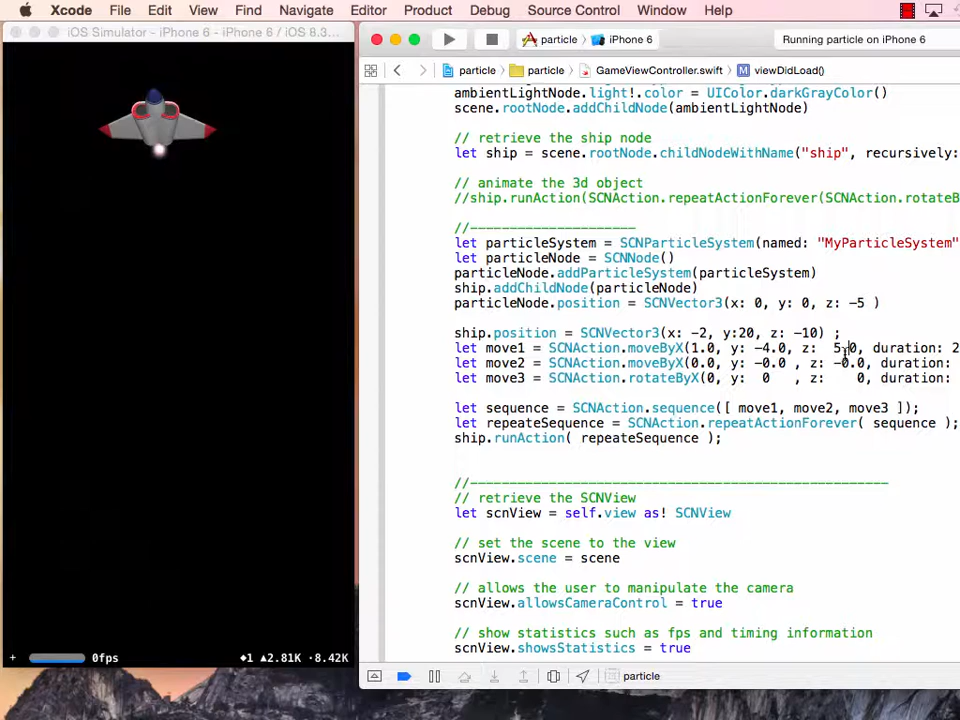 Xcode File Edit View Find Navigate Editor Product Debug Source Control Window Help
iOS Simulator - iPhone 6 - iPhone 6 / iOS 8.3...
particle iPhone 6
Running particle on iPhone 6
particle particle GameViewController.swift M viewDidLoad()
ambientLightNode.light!.color = UIColor.darkGrayColor()
scene.rootNode.addChildNode(ambientLightNode)
// retrieve the ship node
let ship = scene.rootNode.childNodeWithName("ship", recursively:
// animate the 3d object
//ship.runAction(SCNAction.repeatActionForever(SCNAction.rotateB
//---------------------
let particleSystem = SCNParticleSystem(named: "MyParticleSystem"
let particleNode = SCNNode()
particleNode.addParticleSystem(particleSystem)
ship.addChildNode(particleNode)
particleNode.position = SCNVector3(x: 0, y: 0, z: -5 )
ship.position = SCNVector3(x: -2, y:20, z: -10) ;
let move1 = SCNAction.moveByX(1.0, y: -4.0, z: 5.0, duration: 2
let move2 = SCNAction.moveByX(0.0, y: -0.0 , z: -0.0, duration:
let move3 = SCNAction.rotateByX(0, y: 0 , z: 0, duration:
let sequence = SCNAction.sequence([ move1, move2, move3 ]);
let repeateSequence = SCNAction.repeatActionForever( sequence );
ship.runAction( repeateSequence );
//------------------------------------------------------
// retrieve the SCNView
let scnView = self.view as! SCNView
// set the scene to the view
scnView.scene = scene
// allows the user to manipulate the camera
scnView.allowsCameraControl = true
// show statistics such as fps and timing information
scnView.showsStatistics = true
+ 0fps ◆1 ▲2.81K ·8.42K
particle